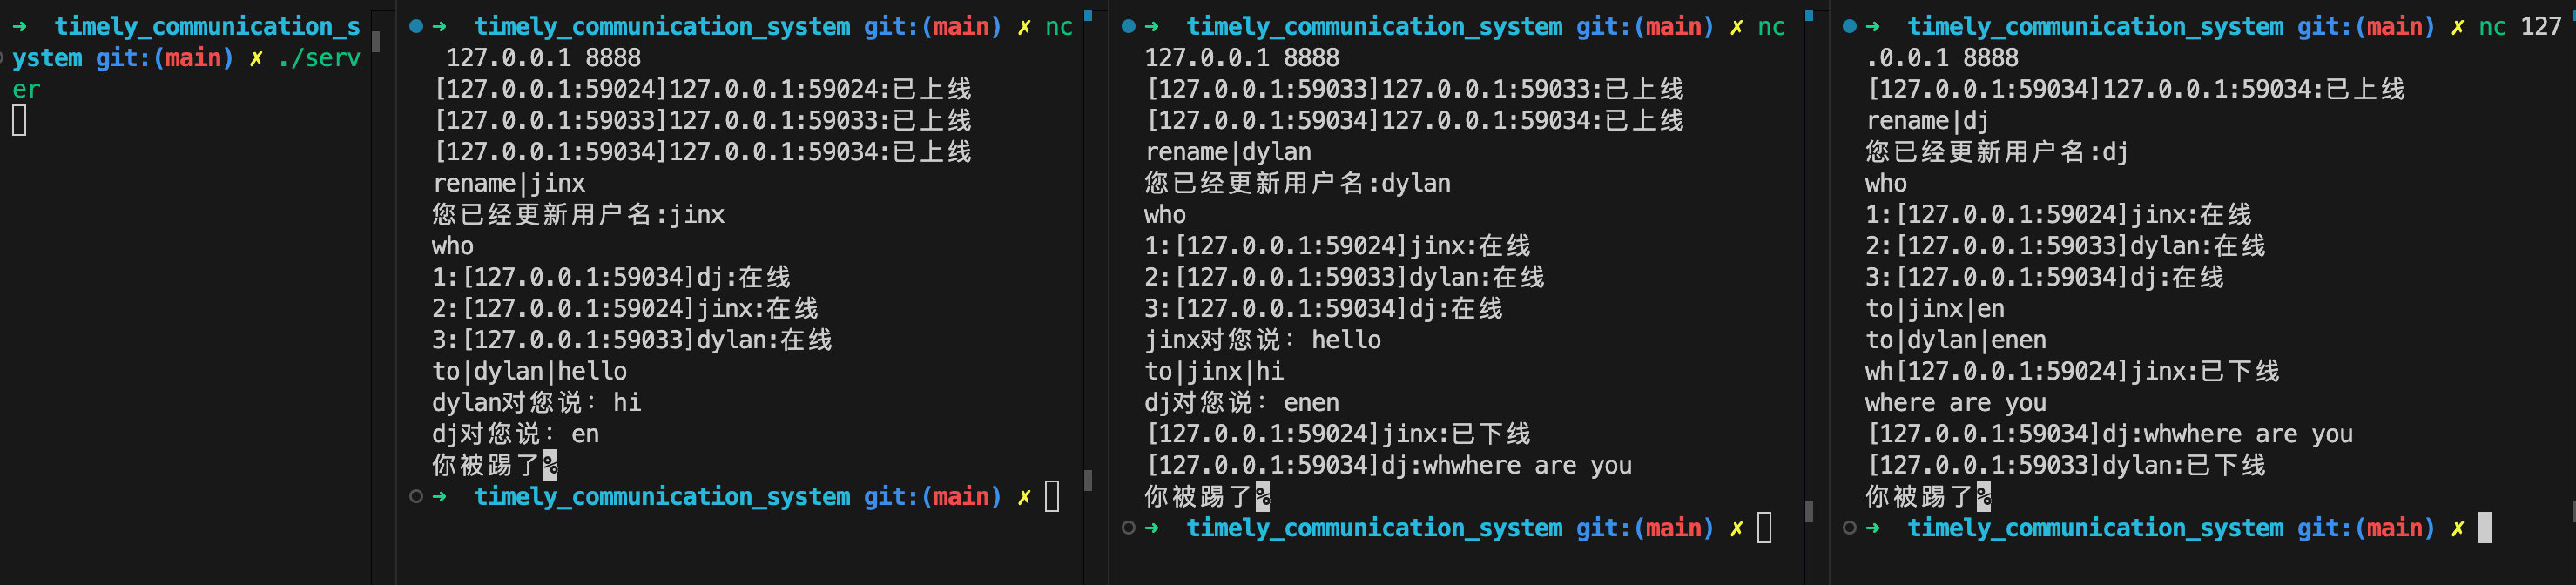 ➜  timely_communication_s
ystem git:(main) ✗ ./serv
er
➜  timely_communication_system git:(main) ✗ nc
 127.0.0.1 8888
[127.0.0.1:59024]127.0.0.1:59024:已上线
[127.0.0.1:59033]127.0.0.1:59033:已上线
[127.0.0.1:59034]127.0.0.1:59034:已上线
rename|jinx
您已经更新用户名:jinx
who
1:[127.0.0.1:59034]dj:在线
2:[127.0.0.1:59024]jinx:在线
3:[127.0.0.1:59033]dylan:在线
to|dylan|hello
dylan对您说：hi
dj对您说：en
你被踢了%
➜  timely_communication_system git:(main) ✗
➜  timely_communication_system git:(main) ✗ nc
127.0.0.1 8888
[127.0.0.1:59033]127.0.0.1:59033:已上线
[127.0.0.1:59034]127.0.0.1:59034:已上线
rename|dylan
您已经更新用户名:dylan
who
1:[127.0.0.1:59024]jinx:在线
2:[127.0.0.1:59033]dylan:在线
3:[127.0.0.1:59034]dj:在线
jinx对您说：hello
to|jinx|hi
dj对您说：enen
[127.0.0.1:59024]jinx:已下线
[127.0.0.1:59034]dj:whwhere are you
你被踢了%
➜  timely_communication_system git:(main) ✗
➜  timely_communication_system git:(main) ✗ nc 127
.0.0.1 8888
[127.0.0.1:59034]127.0.0.1:59034:已上线
rename|dj
您已经更新用户名:dj
who
1:[127.0.0.1:59024]jinx:在线
2:[127.0.0.1:59033]dylan:在线
3:[127.0.0.1:59034]dj:在线
to|jinx|en
to|dylan|enen
wh[127.0.0.1:59024]jinx:已下线
where are you
[127.0.0.1:59034]dj:whwhere are you
[127.0.0.1:59033]dylan:已下线
你被踢了%
➜  timely_communication_system git:(main) ✗